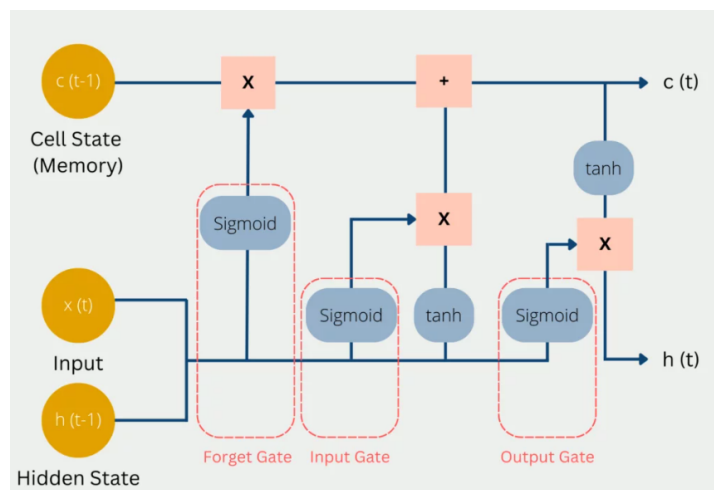 c (t-1)
X
+
c (t)
Cell State
(Memory)
tanh
Sigmoid
X
X
x (t)
Sigmoid
tanh
Sigmoid
Input
h (t)
h (t-1)
Forget Gate
Input Gate
Output Gate
Hidden State